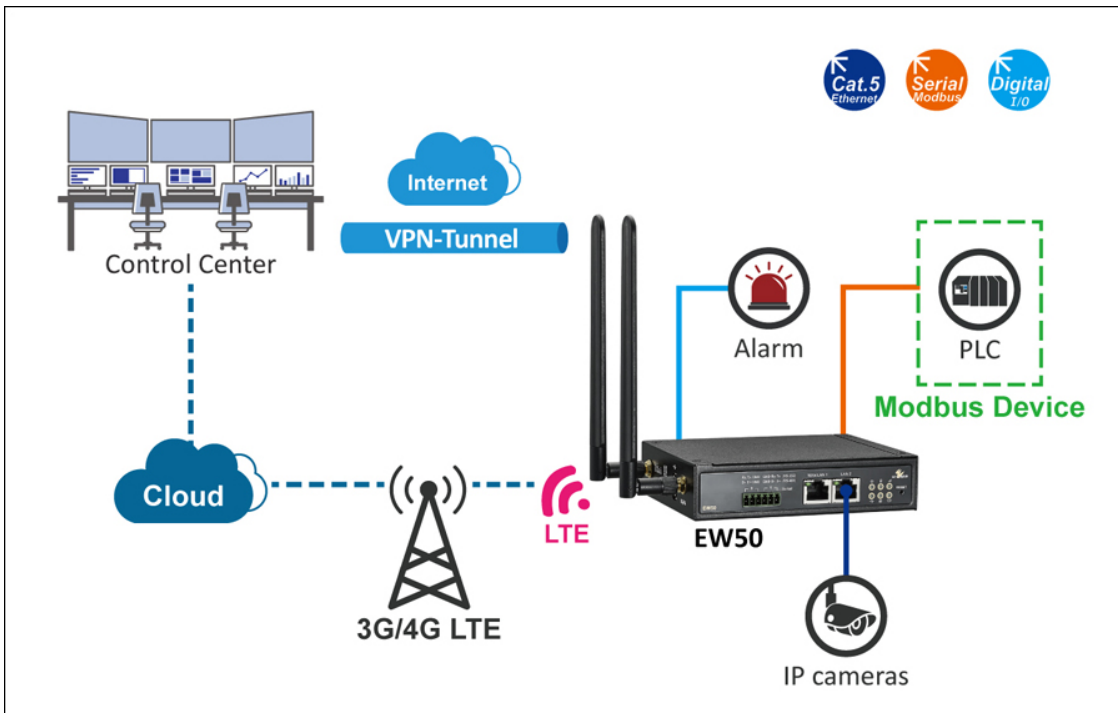 Cat.5
Ethernet
Serial
Modbus
Digital
I/O
Internet
VPN-Tunnel
Control Center
Alarm
PLC
Modbus Device
Cloud
LTE
EW50
EW50
3G/4G LTE
IP cameras